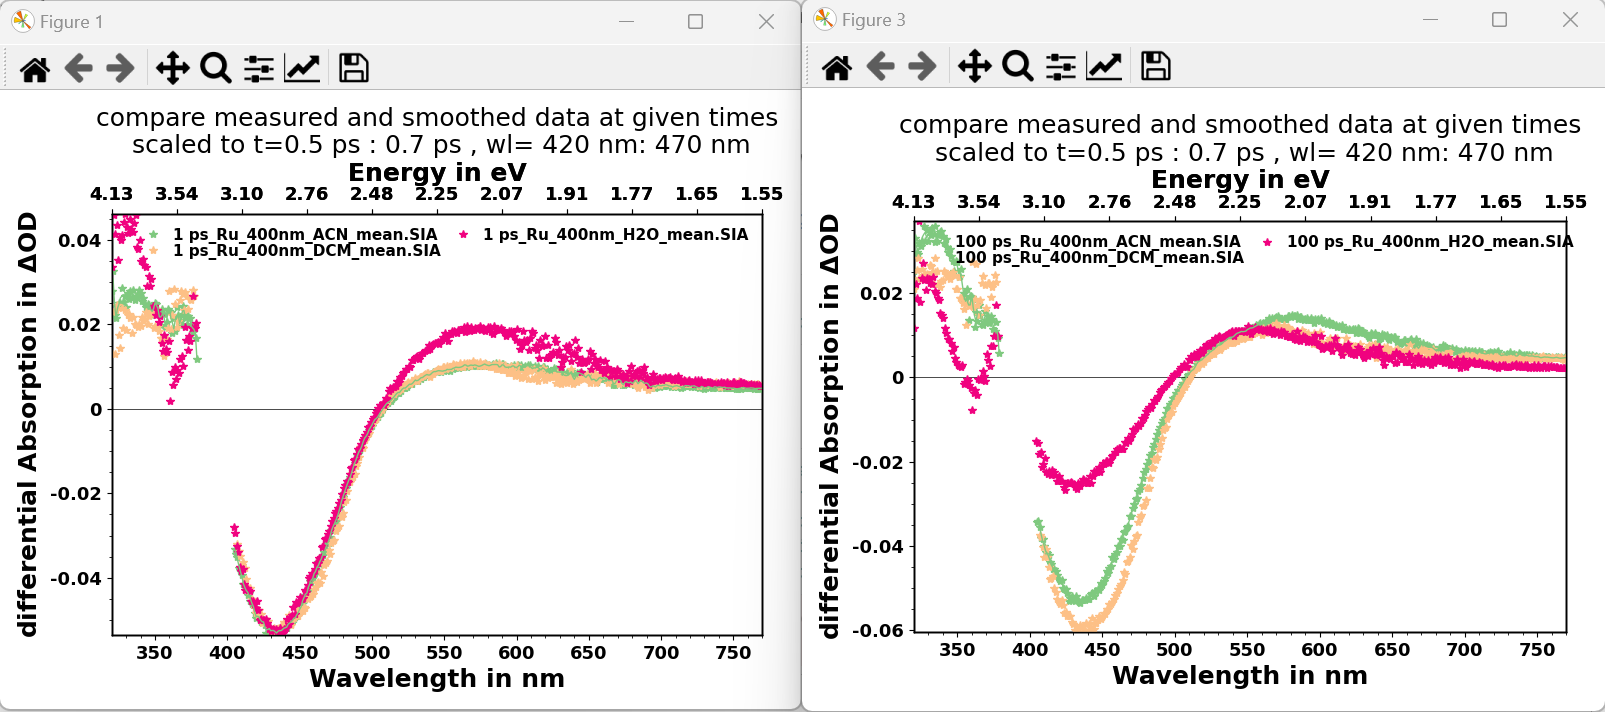 Figure 1
compare measured and smoothed data at given times
scaled to t=0.5 ps : 0.7 ps , wl= 420 nm: 470 nm
Energy in eV
4.13 3.54 3.10 2.76 2.48 2.25 2.07 1.91 1.77 1.65 1.55
1 ps_Ru_400nm_ACN_mean.SIA 1 ps_Ru_400nm_H2O_mean.SIA
1 ps_Ru_400nm_DCM_mean.SIA
differential Absorption in ΔOD
0.04
0.02
0
-0.02
-0.04
350 400 450 500 550 600 650 700 750
Wavelength in nm
Figure 3
compare measured and smoothed data at given times
scaled to t=0.5 ps : 0.7 ps , wl= 420 nm: 470 nm
Energy in eV
4.13 3.54 3.10 2.76 2.48 2.25 2.07 1.91 1.77 1.65 1.55
100 ps_Ru_400nm_ACN_mean.SIA 100 ps_Ru_400nm_H2O_mean.SIA
100 ps_Ru_400nm_DCM_mean.SIA
differential Absorption in ΔOD
0.02
0
-0.02
-0.04
-0.06
350 400 450 500 550 600 650 700 750
Wavelength in nm